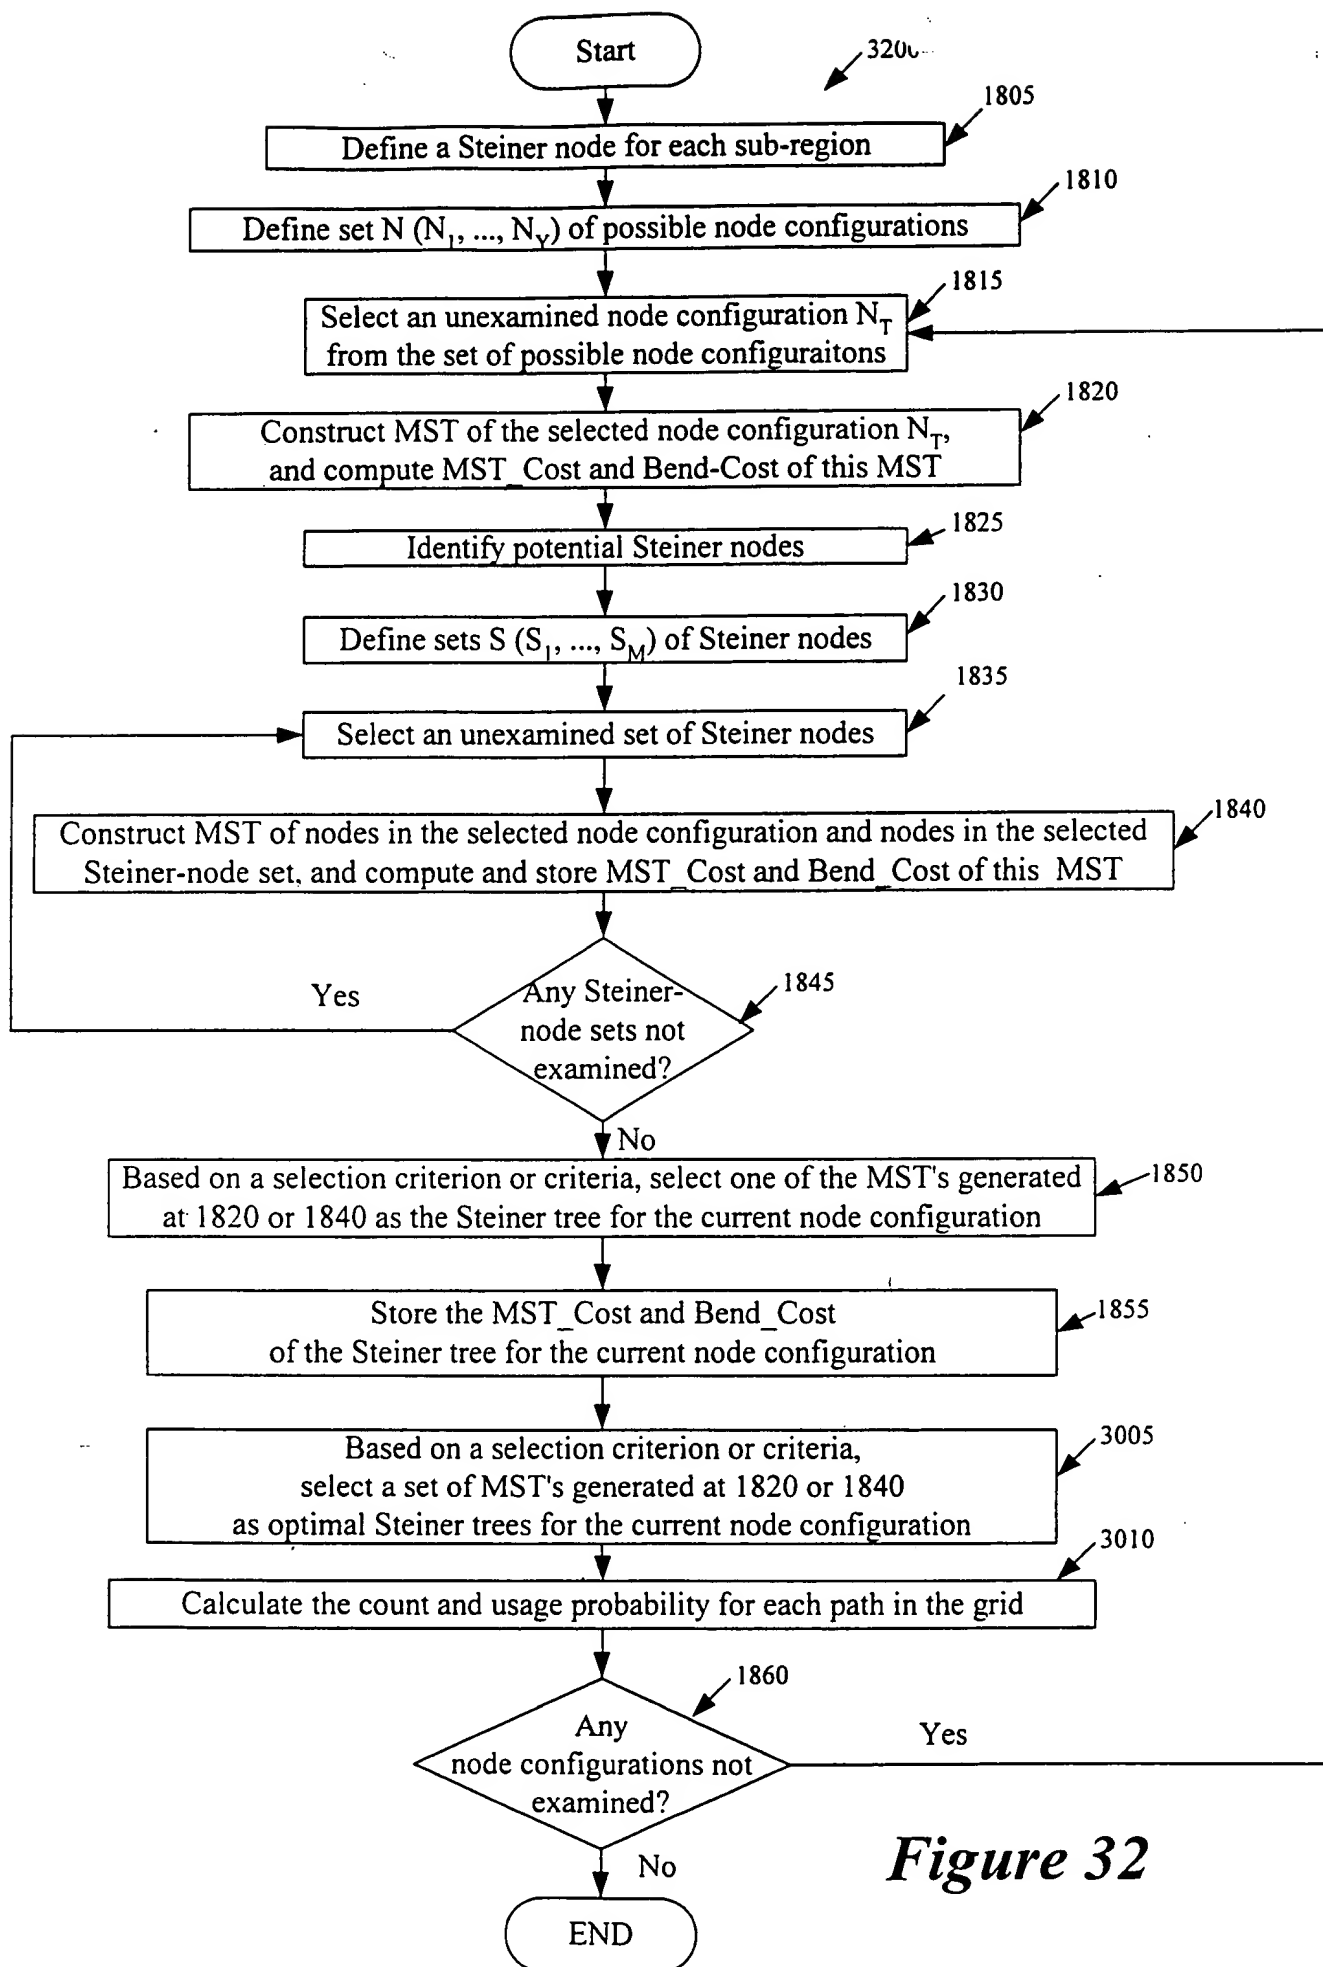 Start
1805
Define a Steiner node for each sub-region
1810
Define set N (N1, ..., NY) of possible node configurations
1815
Select an unexamined node configuration NT
from the set of possible node configuraitons
1820
Construct MST of the selected node configuration NT,
and compute MST_Cost and Bend-Cost of this MST
1825
Identify potential Steiner nodes
1830
Define sets S (S1, ..., SM) of Steiner nodes
1835
Select an unexamined set of Steiner nodes
1840
Construct MST of nodes in the selected node configuration and nodes in the selected
Steiner-node set, and compute and store MST_Cost and Bend_Cost of this MST
1845
Yes
Any Steiner-
node sets not
examined?
No
1850
Based on a selection criterion or criteria, select one of the MST's generated
at 1820 or 1840 as the Steiner tree for the current node configuration
1855
Store the MST_Cost and Bend_Cost
of the Steiner tree for the current node configuration
3005
Based on a selection criterion or criteria,
select a set of MST's generated at 1820 or 1840
as optimal Steiner trees for the current node configuration
3010
Calculate the count and usage probability for each path in the grid
1860
Any
node configurations not
examined?
Yes
No
Figure 32
END